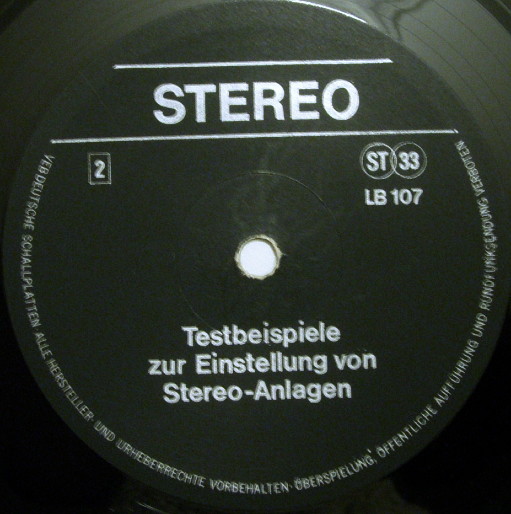 STEREO
2
ST 33
LB 107
Testbeispiele
zur Einstellung von
Stereo-Anlagen
VEB DEUTSCHE SCHALLPLATTEN ALLE HERSTELLER- UND URHEBERRECHTE VORBEHALTEN · ÜBERSPIELUNG, ÖFFENTLICHE AUFFÜHRUNG UND RUNDFUNKSENDUNG VERBOTEN